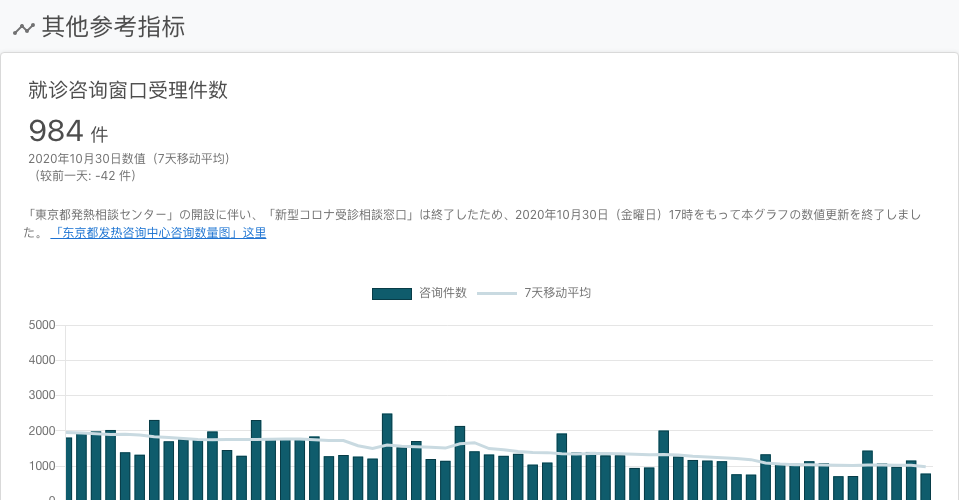 其他参考指标
就诊咨询窗口受理件数
984 件
2020年10月30日数值（7天移动平均）
（较前一天: -42 件）
「東京都発熱相談センター」の開設に伴い、「新型コロナ受診相談窓口」は終了したため、2020年10月30日（金曜日）17時をもって本グラフの数値更新を終了しまし
た。 「东京都发热咨询中心咨询数量图」这里
咨询件数 7天移动平均
5000
4000
3000
2000
1000
0